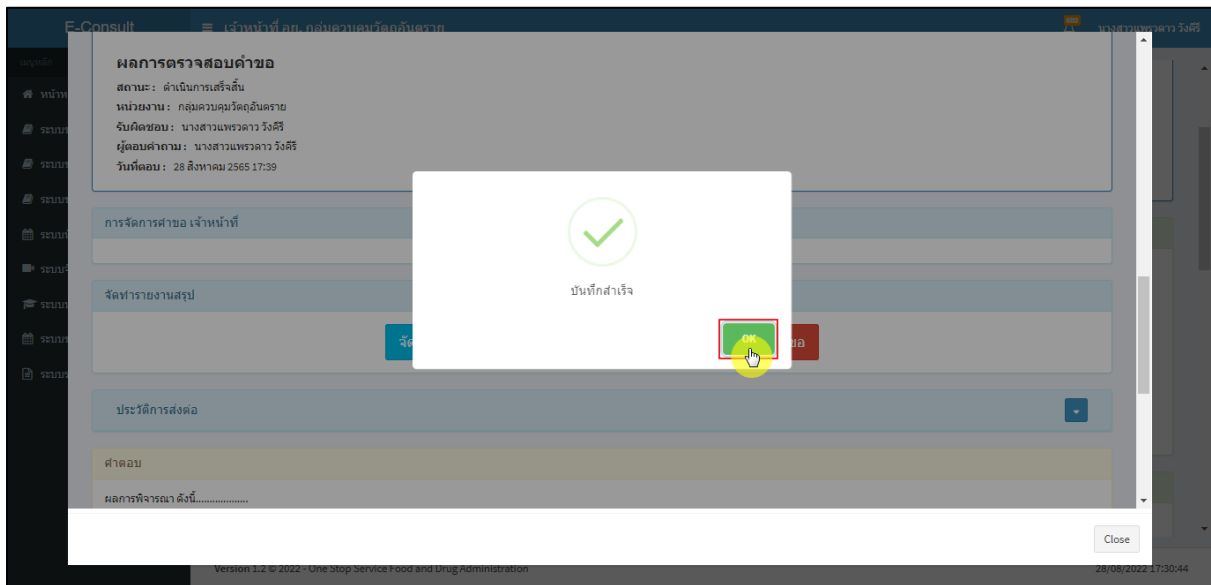 E-Consult
เจ้าหน้าที่ อย. กลุ่มควบคุมวัตถุอันตราย
นางสาวแพรวดาว วังคีรี
เมนูหลัก
ผลการตรวจสอบคำขอ
สถานะ : ดำเนินการเสร็จสิ้น
หน่วยงาน : กลุ่มควบคุมวัตถุอันตราย
รับผิดชอบ : นางสาวแพรวดาว วังคีรี
ผู้ตอบคำถาม : นางสาวแพรวดาว วังคีรี
วันที่ตอบ : 28 สิงหาคม 2565 17:39
การจัดการคำขอ เจ้าหน้าที่
บันทึกสำเร็จ
จัดทำรายงานสรุป
OK
ประวัติการส่งต่อ
คำตอบ
ผลการพิจารณา ดังนี้...................
Close
Version 1.2 © 2022 - One Stop Service Food and Drug Administration
28/08/2022 17:30:44